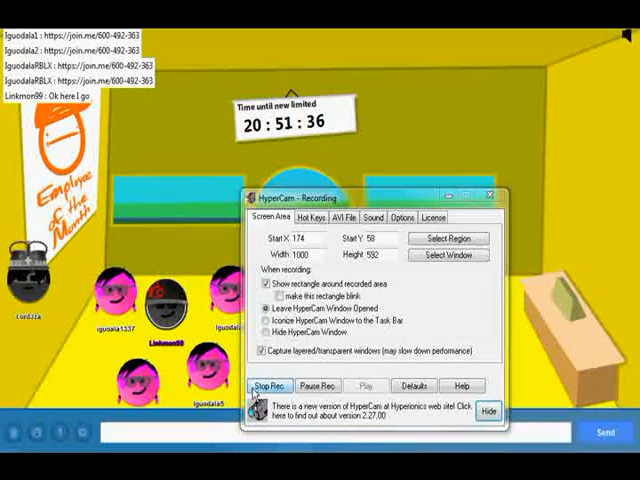 Iguodala1 : https://join.me/600-492-363
Iguodala2 : https://join.me/600-492-363
IguodalaRBLX : https://join.me/600-492-363
IguodalaRBLX : https://join.me/600-492-363
Linkmon99 : Ok here I go
Time until new limited
20 : 51 : 36
Employee
of the
Month
HyperCam - Recording
Screen Area Hot Keys AVI File Sound Options License
Start X 174 Start Y 58 Select Region
Width 1000 Height 592 Select Window
When recording:
Show rectangle around recorded area
make this rectangle blink
Leave HyperCam Window Opened
Iconize HyperCam Window to the Task Bar
Hide HyperCam Window
Capture layered/transparent windows (may slow down performance)
Stop Rec Pause Rec Play Defaults Help
There is a new version of HyperCam at Hyperionics web site! Click
here to find out about version 2.27.00
Hide
iguodala1337
Linkmon99
Iguodala5
Send